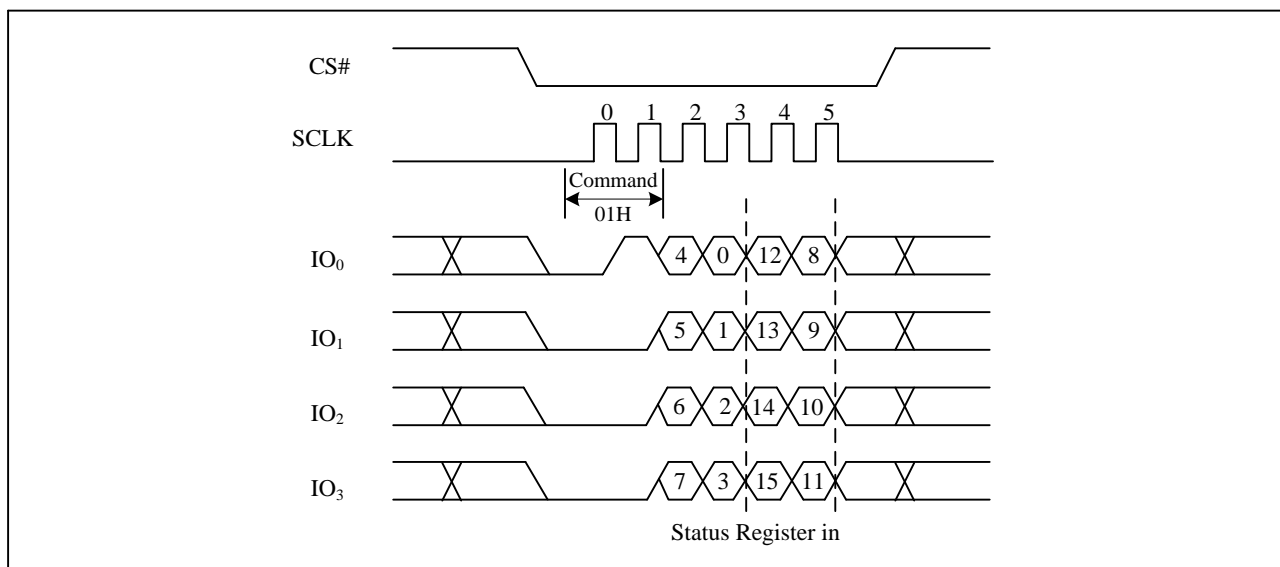 CS#
0 1 2 3 4 5
SCLK
Command
01H
IO0 4 0 12 8
IO1 5 1 13 9
IO2 6 2 14 10
IO3 7 3 15 11
Status Register in